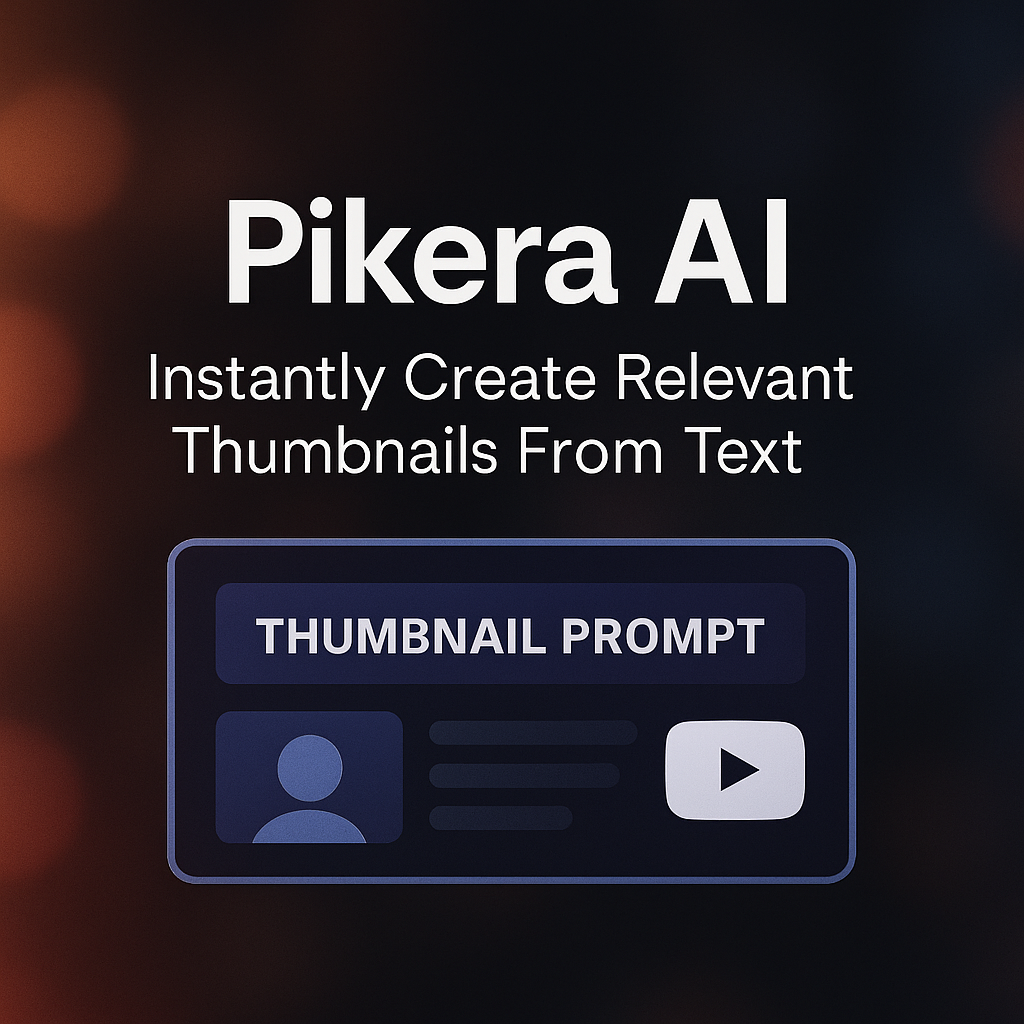 Pikera AI
Instantly Create Relevant
Thumbnails From Text
THUMBNAIL PROMPT